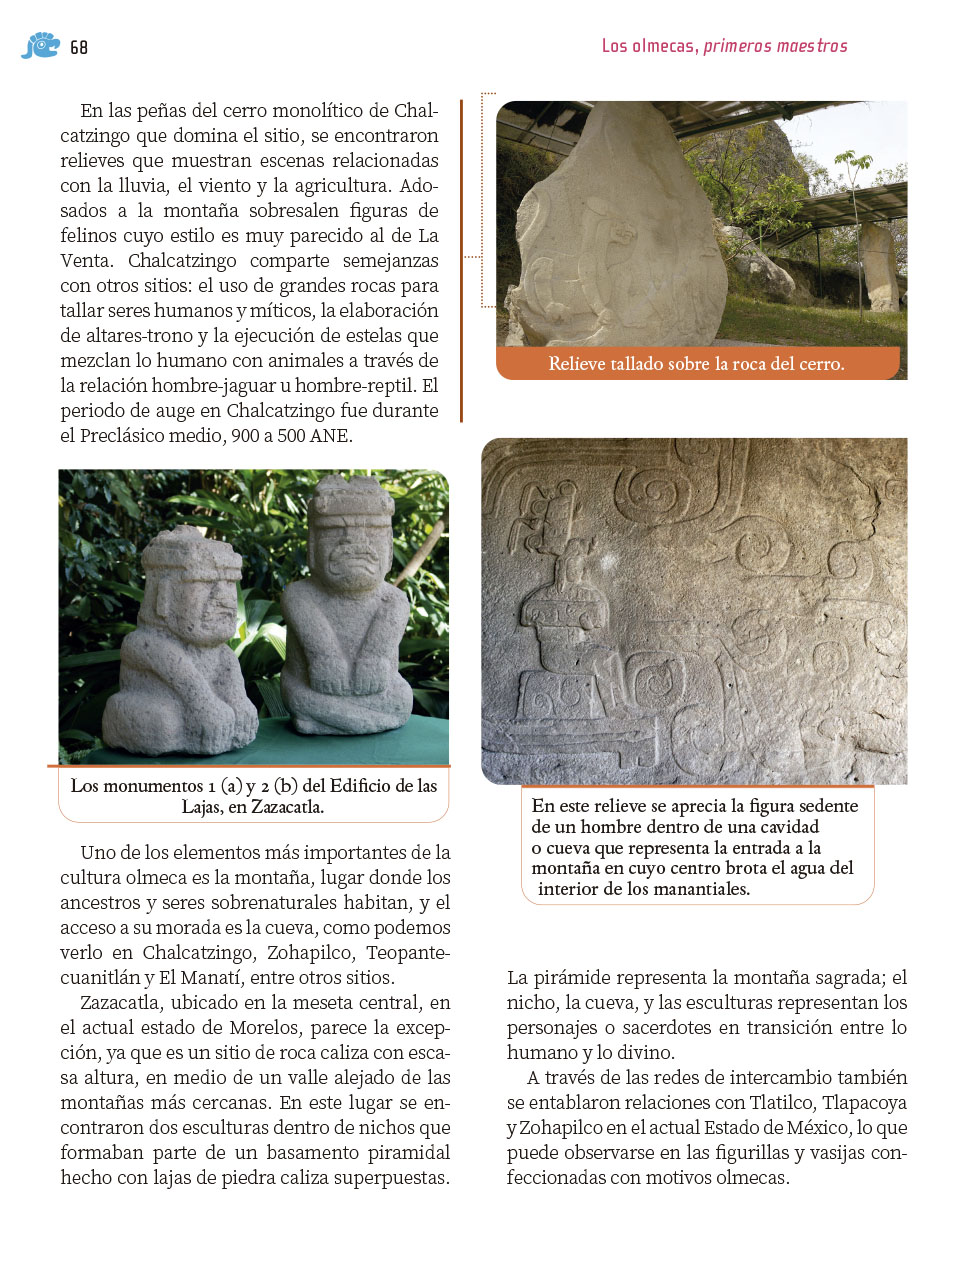 68
Los olmecas, primeros maestros
En las peñas del cerro monolítico de Chal-
catzingo que domina el sitio, se encontraron
relieves que muestran escenas relacionadas
con la lluvia, el viento y la agricultura. Ado-
sados a la montaña sobresalen figuras de
felinos cuyo estilo es muy parecido al de La
Venta. Chalcatzingo comparte semejanzas
con otros sitios: el uso de grandes rocas para
tallar seres humanos y míticos, la elaboración
de altares-trono y la ejecución de estelas que
mezclan lo humano con animales a través de
la relación hombre-jaguar u hombre-reptil. El
periodo de auge en Chalcatzingo fue durante
el Preclásico medio, 900 a 500 ANE.
Relieve tallado sobre la roca del cerro.
Los monumentos 1 (a) y 2 (b) del Edificio de las
Lajas, en Zazacatla.
En este relieve se aprecia la figura sedente
de un hombre dentro de una cavidad
o cueva que representa la entrada a la
montaña en cuyo centro brota el agua del
interior de los manantiales.
Uno de los elementos más importantes de la
cultura olmeca es la montaña, lugar donde los
ancestros y seres sobrenaturales habitan, y el
acceso a su morada es la cueva, como podemos
verlo en Chalcatzingo, Zohapilco, Teopante-
cuanitlán y El Manatí, entre otros sitios.
Zazacatla, ubicado en la meseta central, en
el actual estado de Morelos, parece la excep-
ción, ya que es un sitio de roca caliza con esca-
sa altura, en medio de un valle alejado de las
montañas más cercanas. En este lugar se en-
contraron dos esculturas dentro de nichos que
formaban parte de un basamento piramidal
hecho con lajas de piedra caliza superpuestas.
La pirámide representa la montaña sagrada; el
nicho, la cueva, y las esculturas representan los
personajes o sacerdotes en transición entre lo
humano y lo divino.
A través de las redes de intercambio también
se entablaron relaciones con Tlatilco, Tlapacoya
y Zohapilco en el actual Estado de México, lo que
puede observarse en las figurillas y vasijas con-
feccionadas con motivos olmecas.